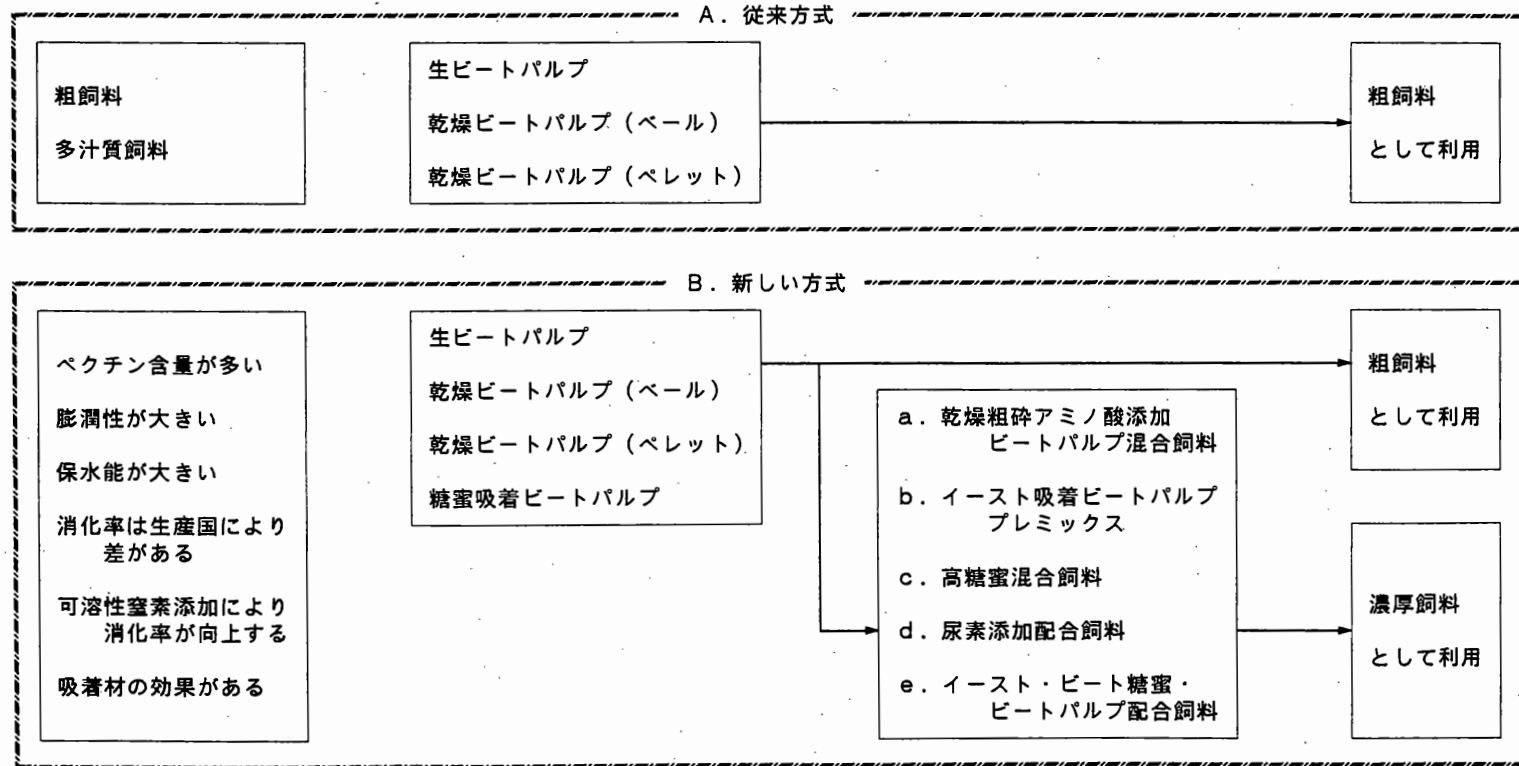 A. 従来方式
粗飼料
多汁質飼料
生ビートパルプ
乾燥ビートパルプ（ベール）
乾燥ビートパルプ（ペレット）
粗飼料
として利用
B. 新しい方式
ペクチン含量が多い
膨潤性が大きい
保水能が大きい
消化率は生産国により
差がある
可溶性窒素添加により
消化率が向上する
吸着材の効果がある
生ビートパルプ
乾燥ビートパルプ（ベール）
乾燥ビートパルプ（ペレット）
糖蜜吸着ビートパルプ
a. 乾燥粗砕アミノ酸添加
ビートパルプ混合飼料
b. イースト吸着ビートパルプ
プレミックス
c. 高糖蜜混合飼料
d. 尿素添加配合飼料
e. イースト・ビート糖蜜・
ビートパルプ配合飼料
粗飼料
として利用
濃厚飼料
として利用